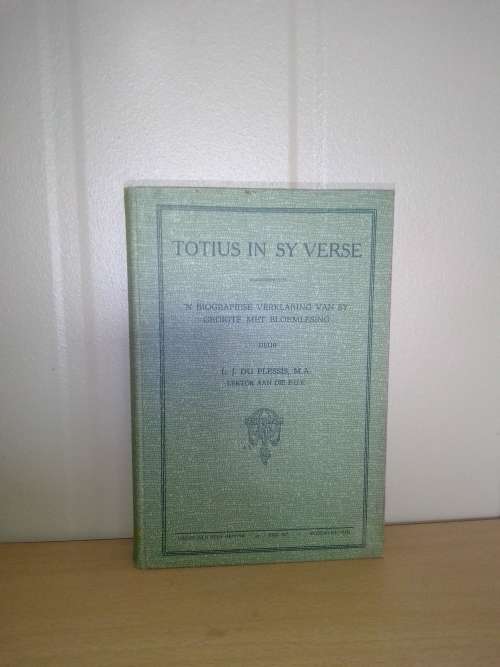 TOTIUS IN SY VERSE
'N BIOGRAFIESE VERKLARING VAN SY
GEDIGTE MET BLOEMLESING
DEUR
L. J. DU PLESSIS, M.A.
LEKTOR AAN DIE P.U.K.